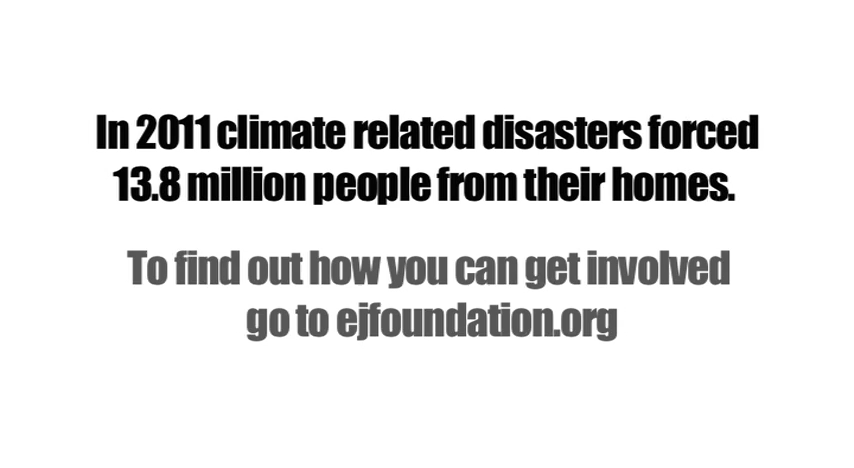 In 2011 climate related disasters forced
13.8 million people from their homes.
To find out how you can get involved
go to ejfoundation.org